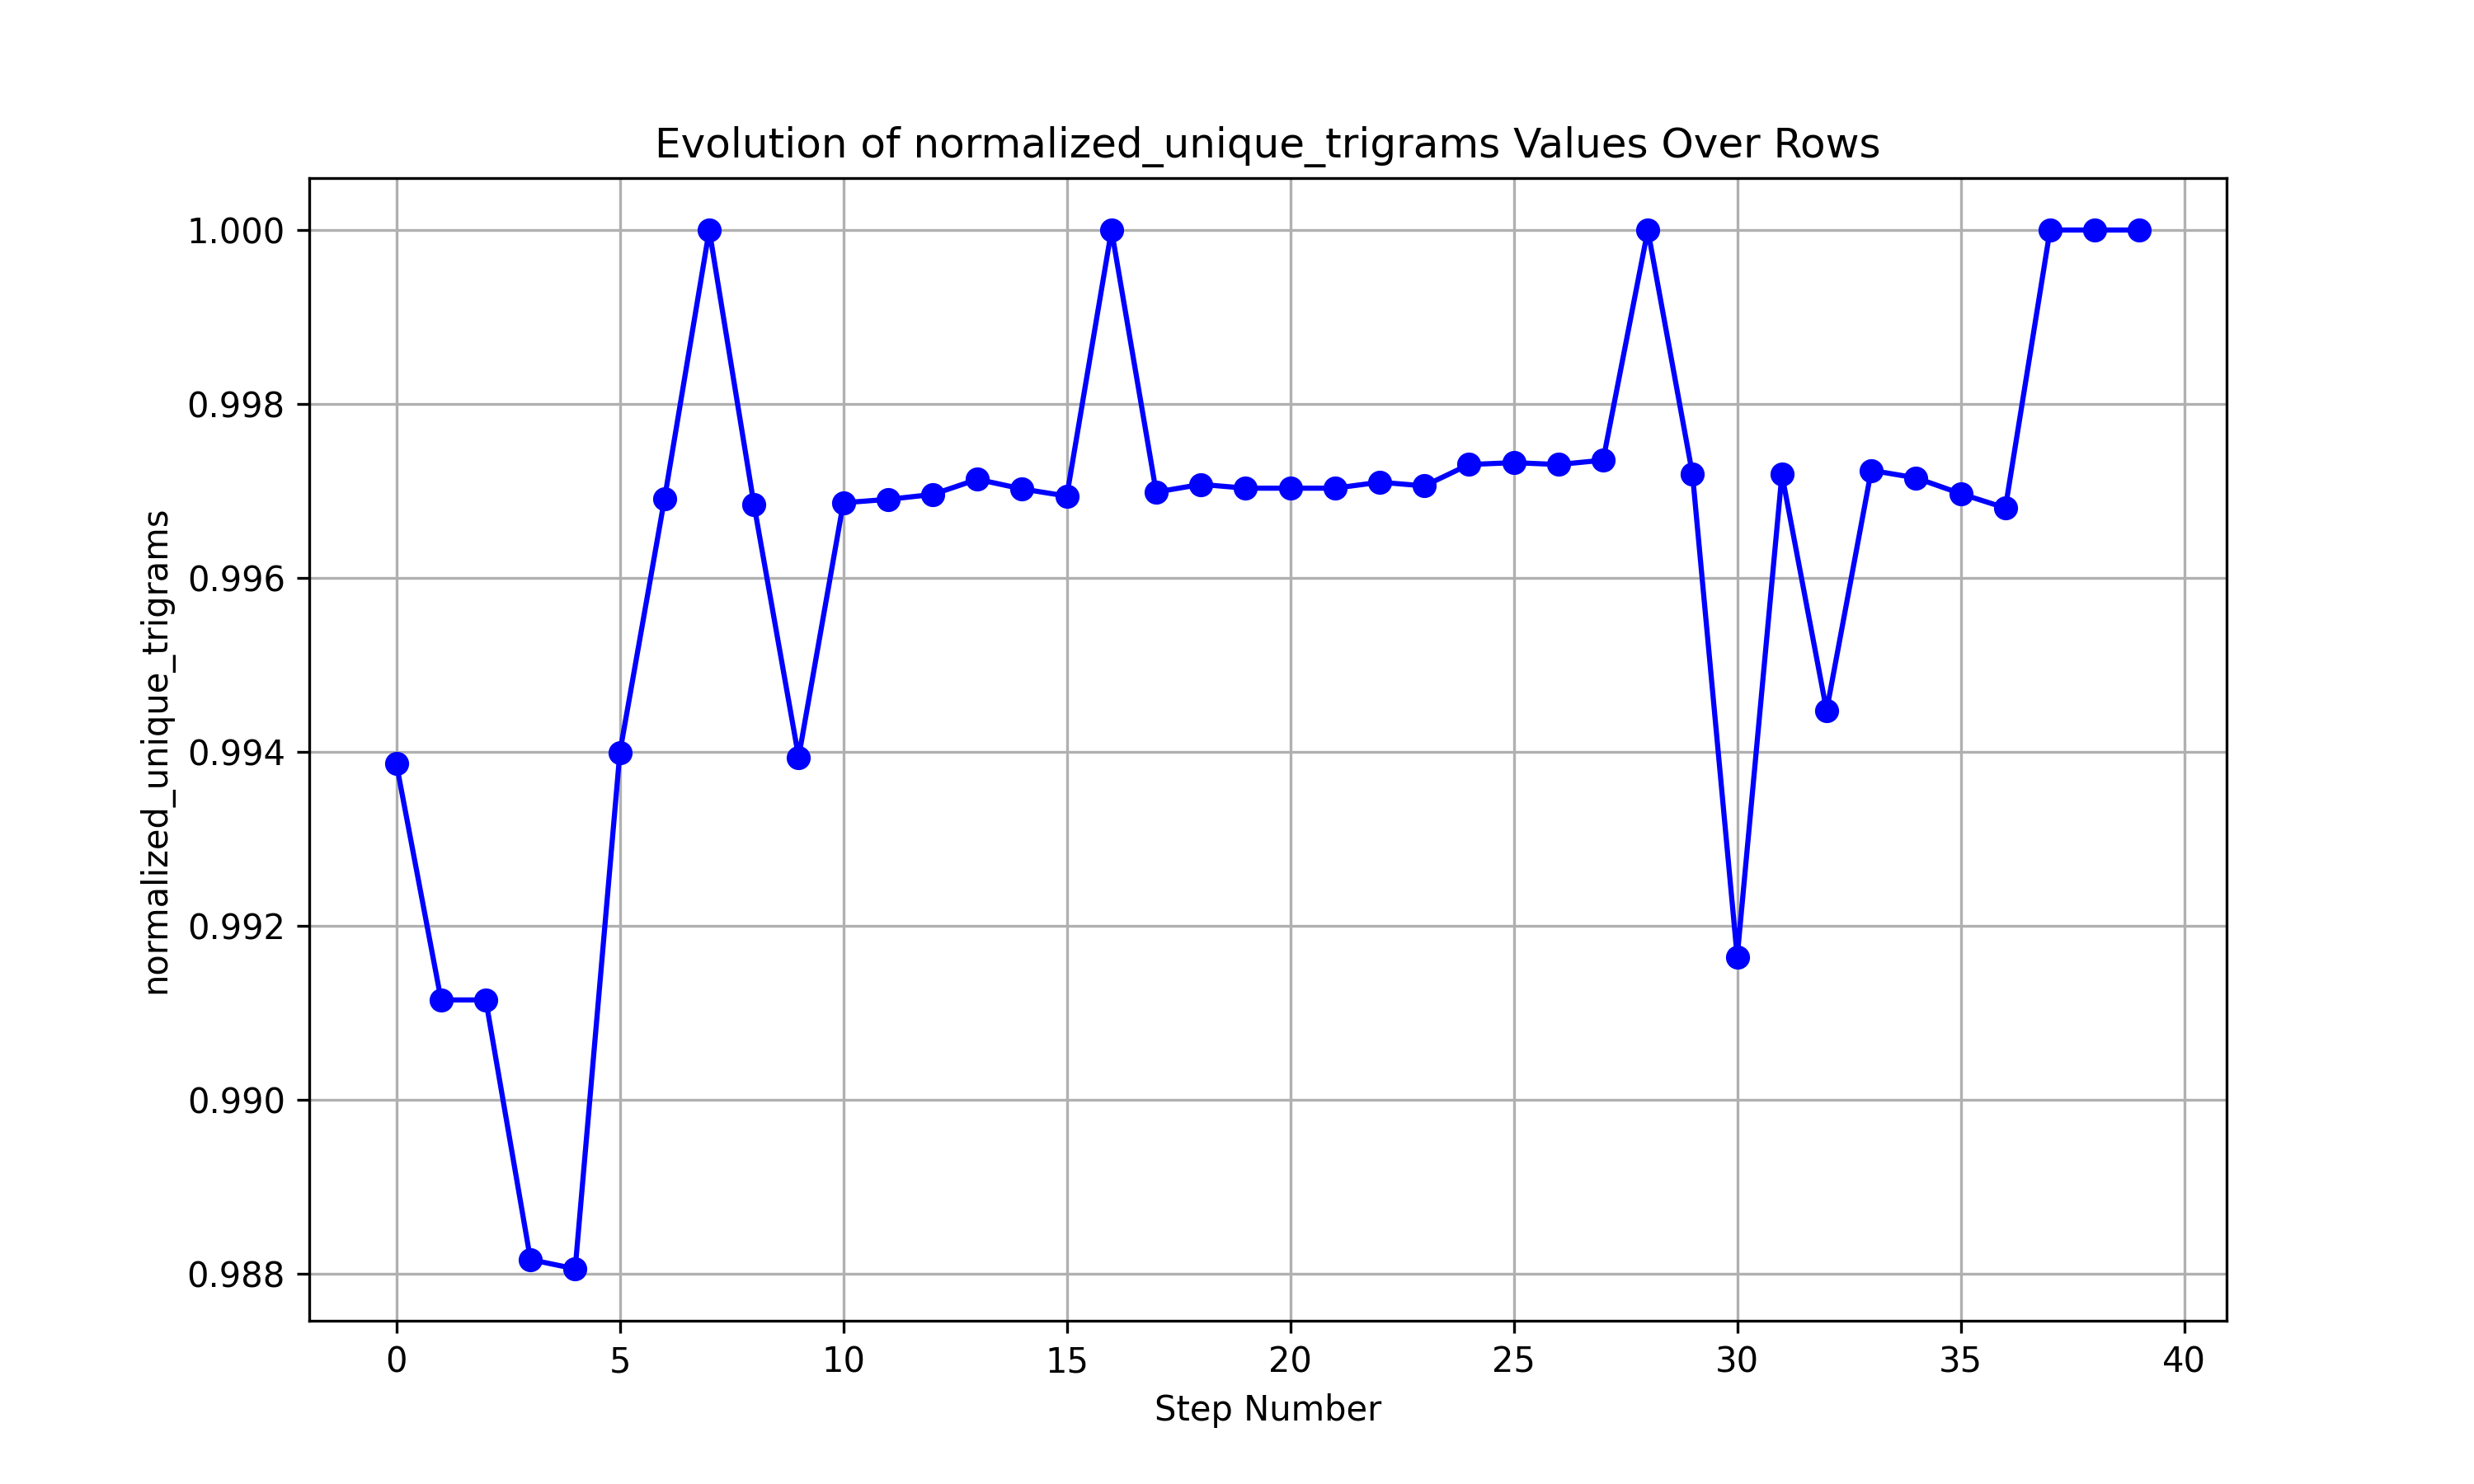 Evolution of normalized_unique_trigrams Values Over Rows
normalized_unique_trigrams
1.000
0.998
0.996
0.994
0.992
0.990
0.988
0 5 10 15 20 25 30 35 40
Step Number